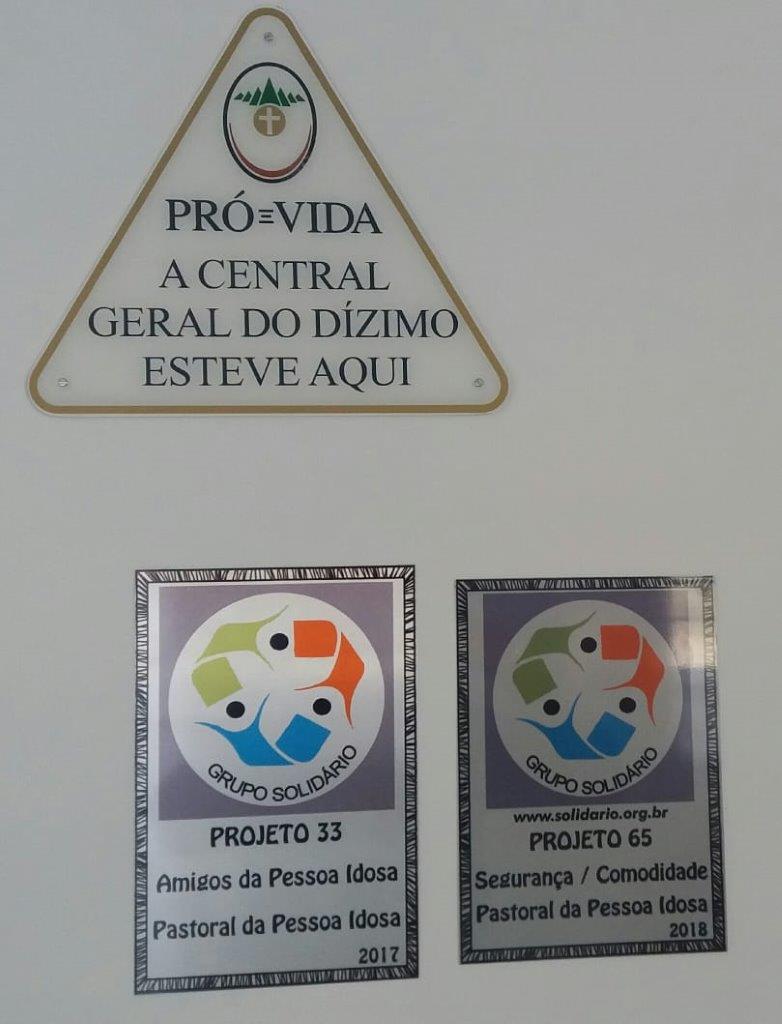 PRÓ=VIDA
A CENTRAL
GERAL DO DÍZIMO
ESTEVE AQUI
GRUPO SOLIDÁRIO
PROJETO 33
Amigos da Pessoa Idosa
Pastoral da Pessoa Idosa
2017
GRUPO SOLIDÁRIO
www.solidario.org.br
PROJETO 65
Segurança / Comodidade
Pastoral da Pessoa Idosa
2018